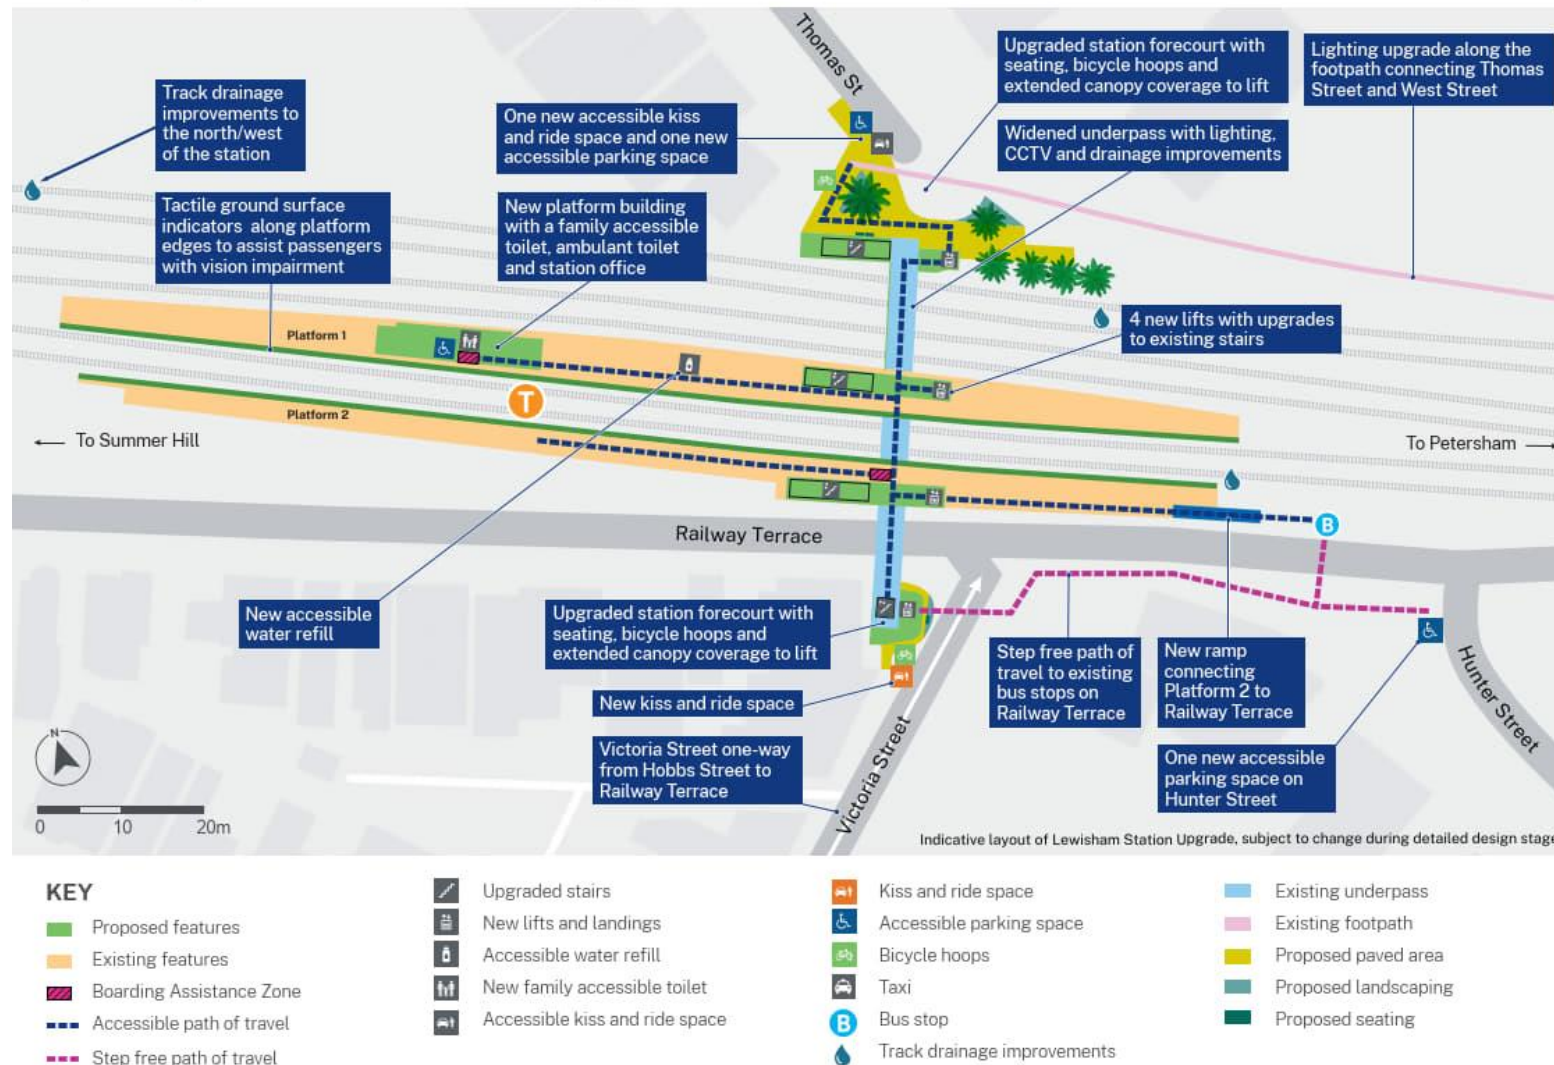 Thomas St
Upgraded station forecourt with
seating, bicycle hoops and
extended canopy coverage to lift
Lighting upgrade along the
footpath connecting Thomas
Street and West Street
Track drainage
improvements to
the north/west
of the station
One new accessible kiss
and ride space and one new
accessible parking space
Widened underpass with lighting,
CCTV and drainage improvements
Tactile ground surface
indicators along platform
edges to assist passengers
with vision impairment
New platform building
with a family accessible
toilet, ambulant toilet
and station office
4 new lifts with upgrades
to existing stairs
Platform 1
T
Platform 2
← To Summer Hill
To Petersham →
Railway Terrace
B
New accessible
water refill
Upgraded station forecourt with
seating, bicycle hoops and
extended canopy coverage to lift
Step free path of
travel to existing
bus stops on
Railway Terrace
New ramp
connecting
Platform 2 to
Railway Terrace
Hunter Street
New kiss and ride space
Victoria Street one-way
from Hobbs Street to
Railway Terrace
Victoria Street
One new accessible
parking space on
Hunter Street
N
0 10 20m
Indicative layout of Lewisham Station Upgrade, subject to change during detailed design stage
KEY
Proposed features
Existing features
Boarding Assistance Zone
Accessible path of travel
Step free path of travel
Upgraded stairs
New lifts and landings
Accessible water refill
New family accessible toilet
Accessible kiss and ride space
Kiss and ride space
Accessible parking space
Bicycle hoops
Taxi
B Bus stop
Track drainage improvements
Existing underpass
Existing footpath
Proposed paved area
Proposed landscaping
Proposed seating